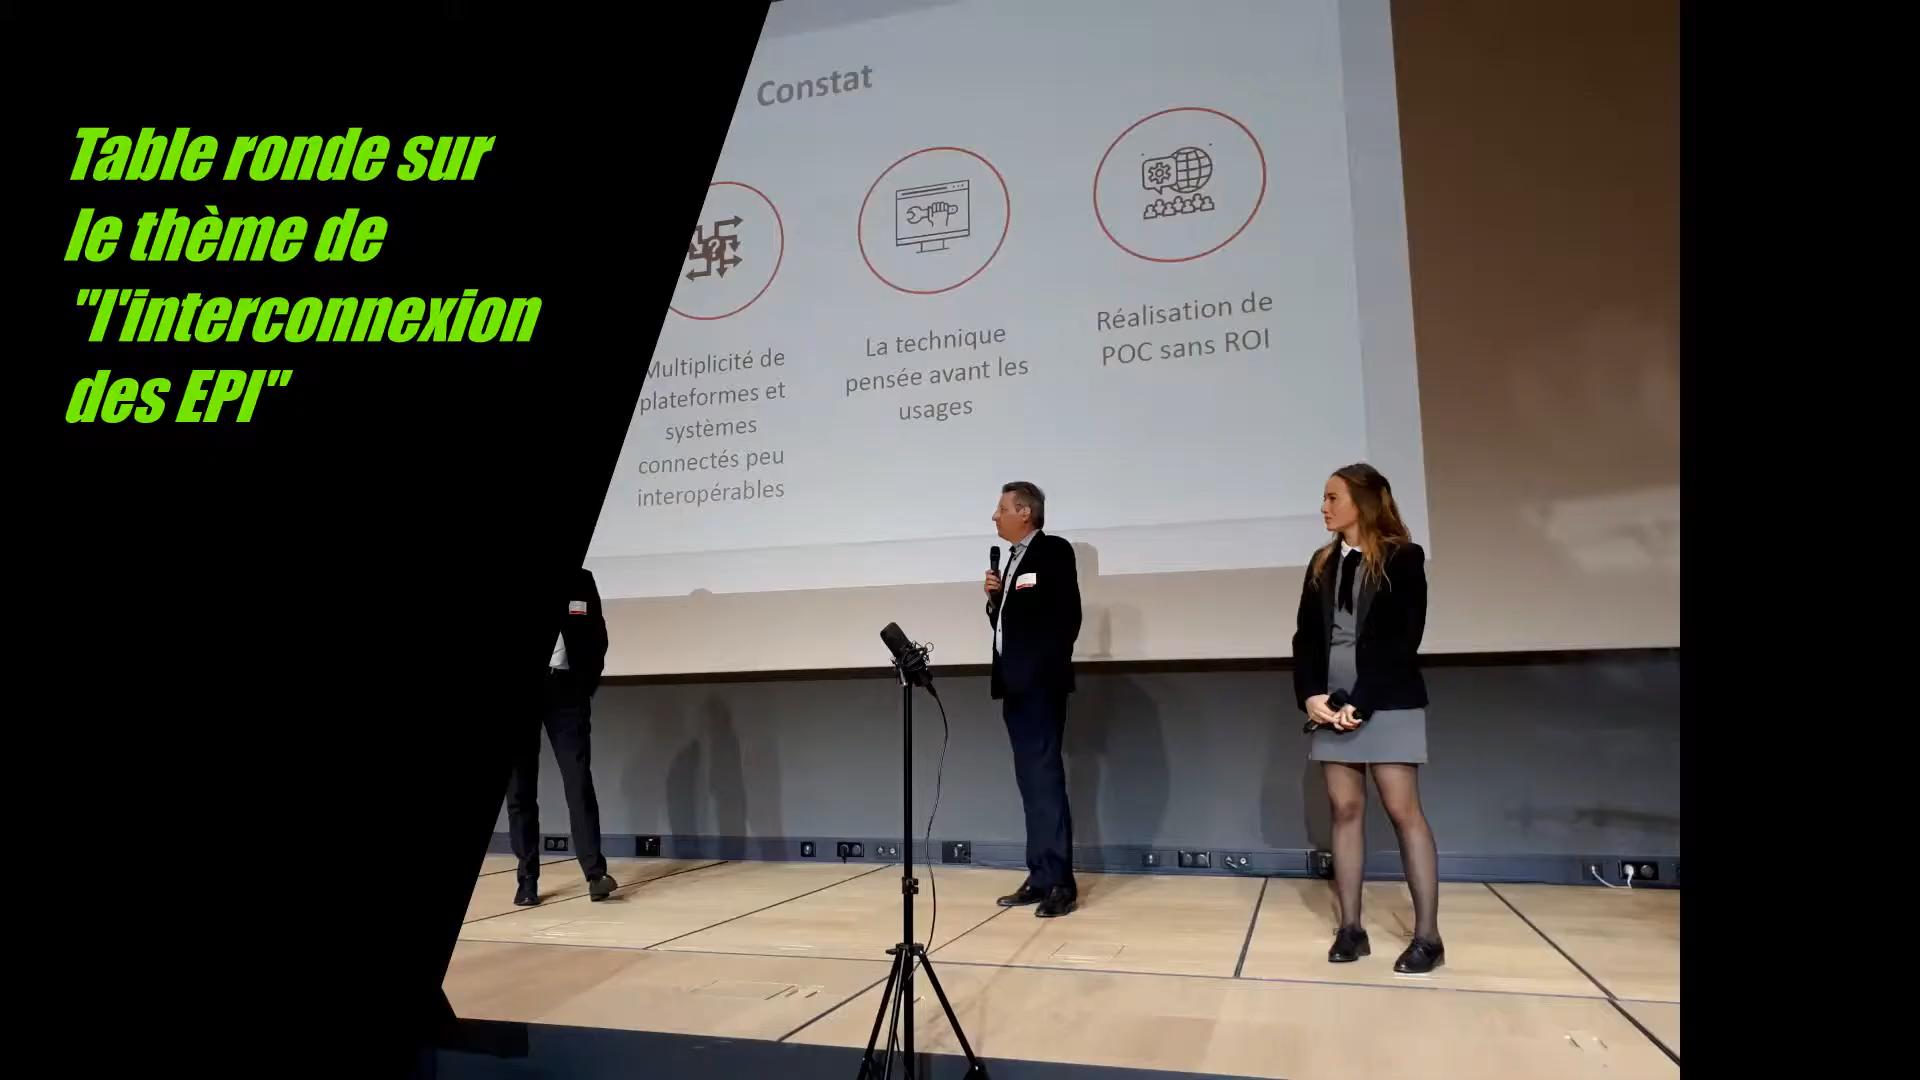 Table ronde sur
le thème de
"l'interconnexion
des EPI"
Constat
Multiplicité de
plateformes et
systèmes
connectés peu
interopérables
La technique
pensée avant les
usages
Réalisation de
POC sans ROI